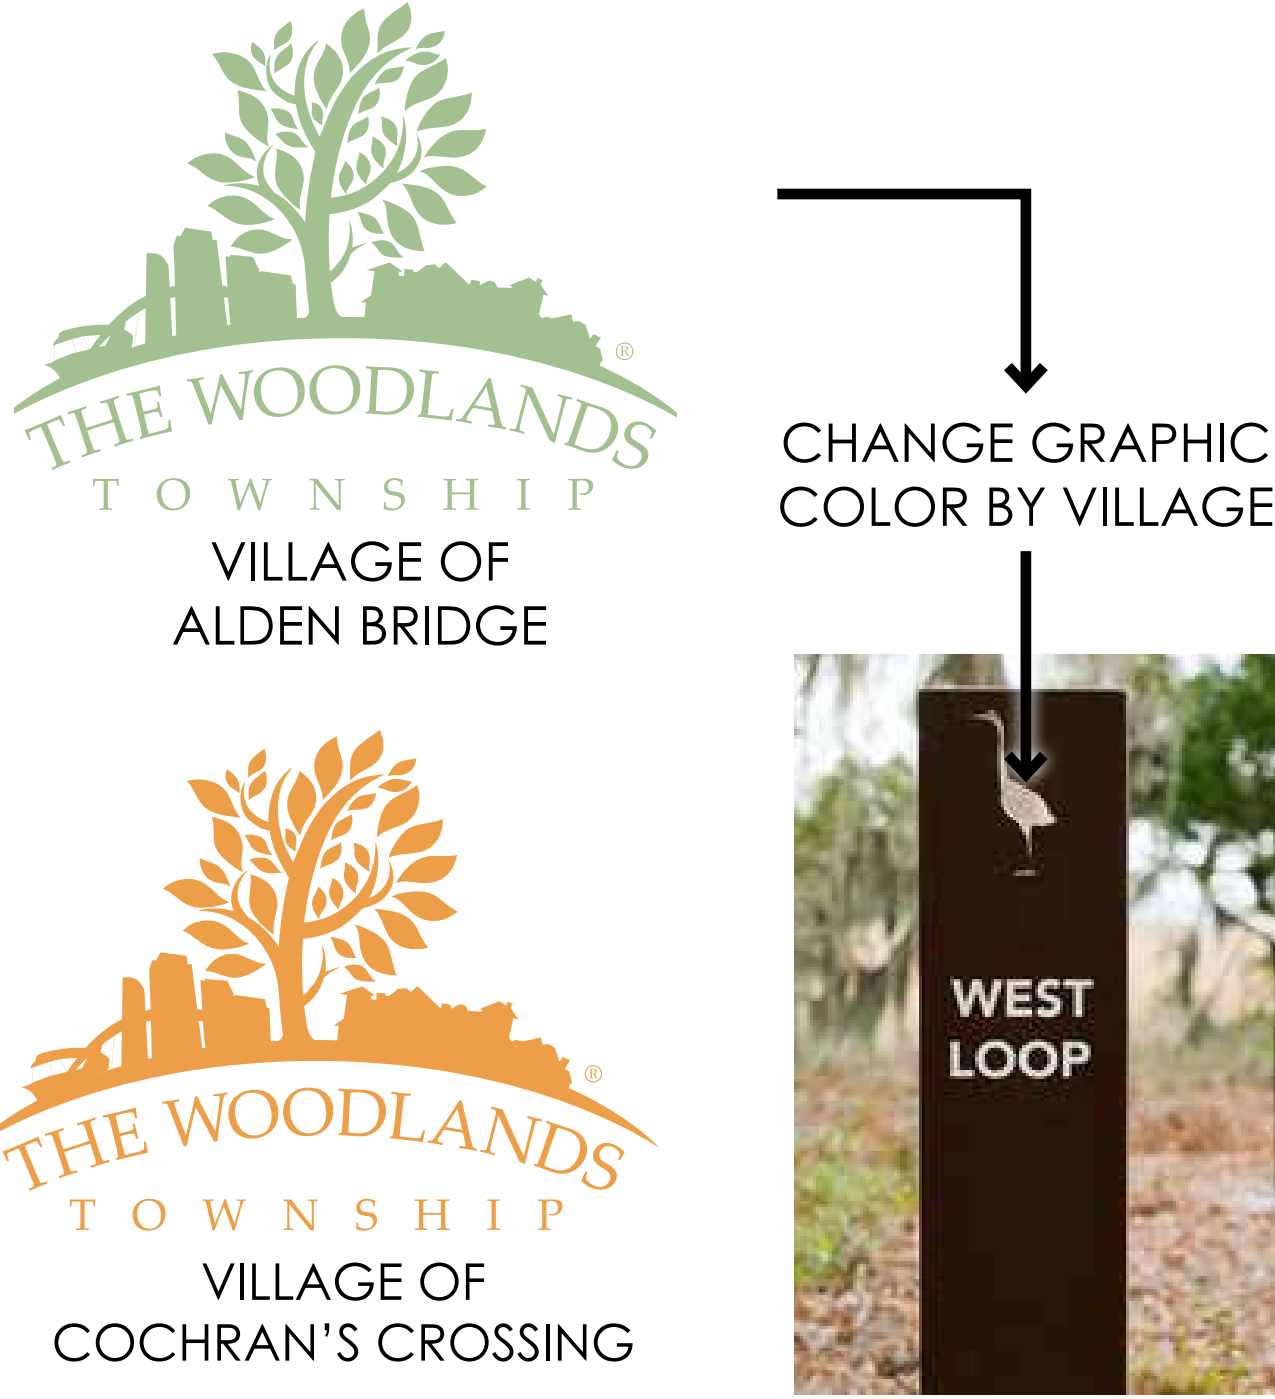 THE WOODLANDS ®
TOWNSHIP
VILLAGE OF
ALDEN BRIDGE
CHANGE GRAPHIC
COLOR BY VILLAGE
THE WOODLANDS ®
TOWNSHIP
VILLAGE OF
COCHRAN'S CROSSING
WEST
LOOP